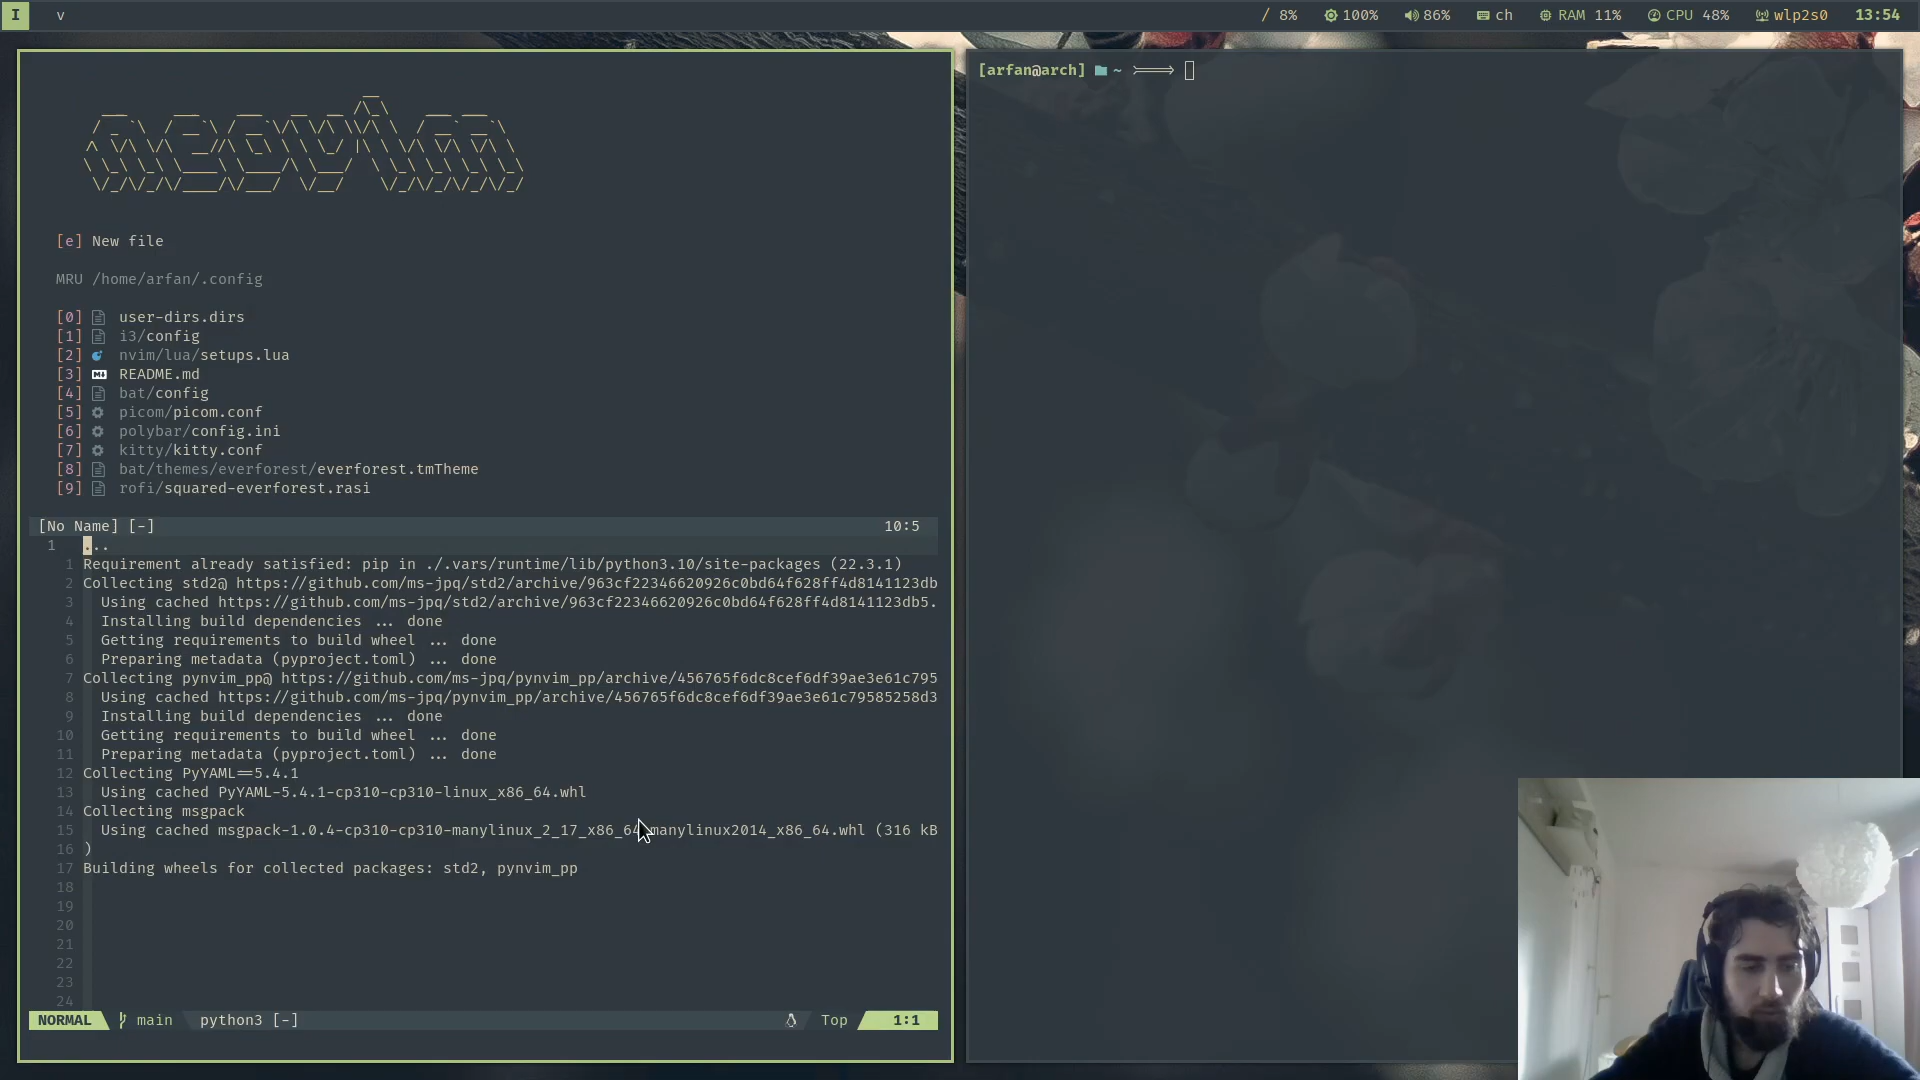 I v / 8% 100% 86% ch RAM 11% CPU 48% wlp2s0 13:54
[arfan@arch] ~
[e] New file
MRU /home/arfan/.config
[0] user-dirs.dirs
[1] i3/config
[2] nvim/lua/setups.lua
[3] README.md
[4] bat/config
[5] picom/picom.conf
[6] polybar/config.ini
[7] kitty/kitty.conf
[8] bat/themes/everforest/everforest.tmTheme
[9] rofi/squared-everforest.rasi
[No Name] [-] 10:5
1 ...
1 Requirement already satisfied: pip in ./.vars/runtime/lib/python3.10/site-packages (22.3.1)
2 Collecting std2@ https://github.com/ms-jpq/std2/archive/963cf22346620926c0bd64f628ff4d8141123db
3 Using cached https://github.com/ms-jpq/std2/archive/963cf22346620926c0bd64f628ff4d8141123db5.
4 Installing build dependencies ... done
5 Getting requirements to build wheel ... done
6 Preparing metadata (pyproject.toml) ... done
7 Collecting pynvim_pp@ https://github.com/ms-jpq/pynvim_pp/archive/456765f6dc8cef6df39ae3e61c795
8 Using cached https://github.com/ms-jpq/pynvim_pp/archive/456765f6dc8cef6df39ae3e61c79585258d3
9 Installing build dependencies ... done
10 Getting requirements to build wheel ... done
11 Preparing metadata (pyproject.toml) ... done
12 Collecting PyYAML==5.4.1
13 Using cached PyYAML-5.4.1-cp310-cp310-linux_x86_64.whl
14 Collecting msgpack
15 Using cached msgpack-1.0.4-cp310-cp310-manylinux_2_17_x86_64.manylinux2014_x86_64.whl (316 kB
16 )
17 Building wheels for collected packages: std2, pynvim_pp
18
19
20
21
22
23
24
NORMAL main python3 [-] Top 1:1